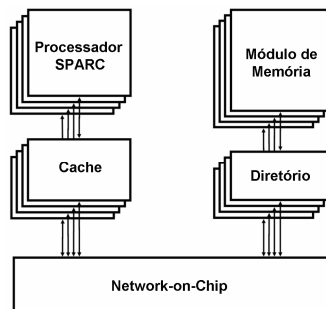 Processador
SPARC
Módulo de
Memória
Cache
Diretório
Network-on-Chip